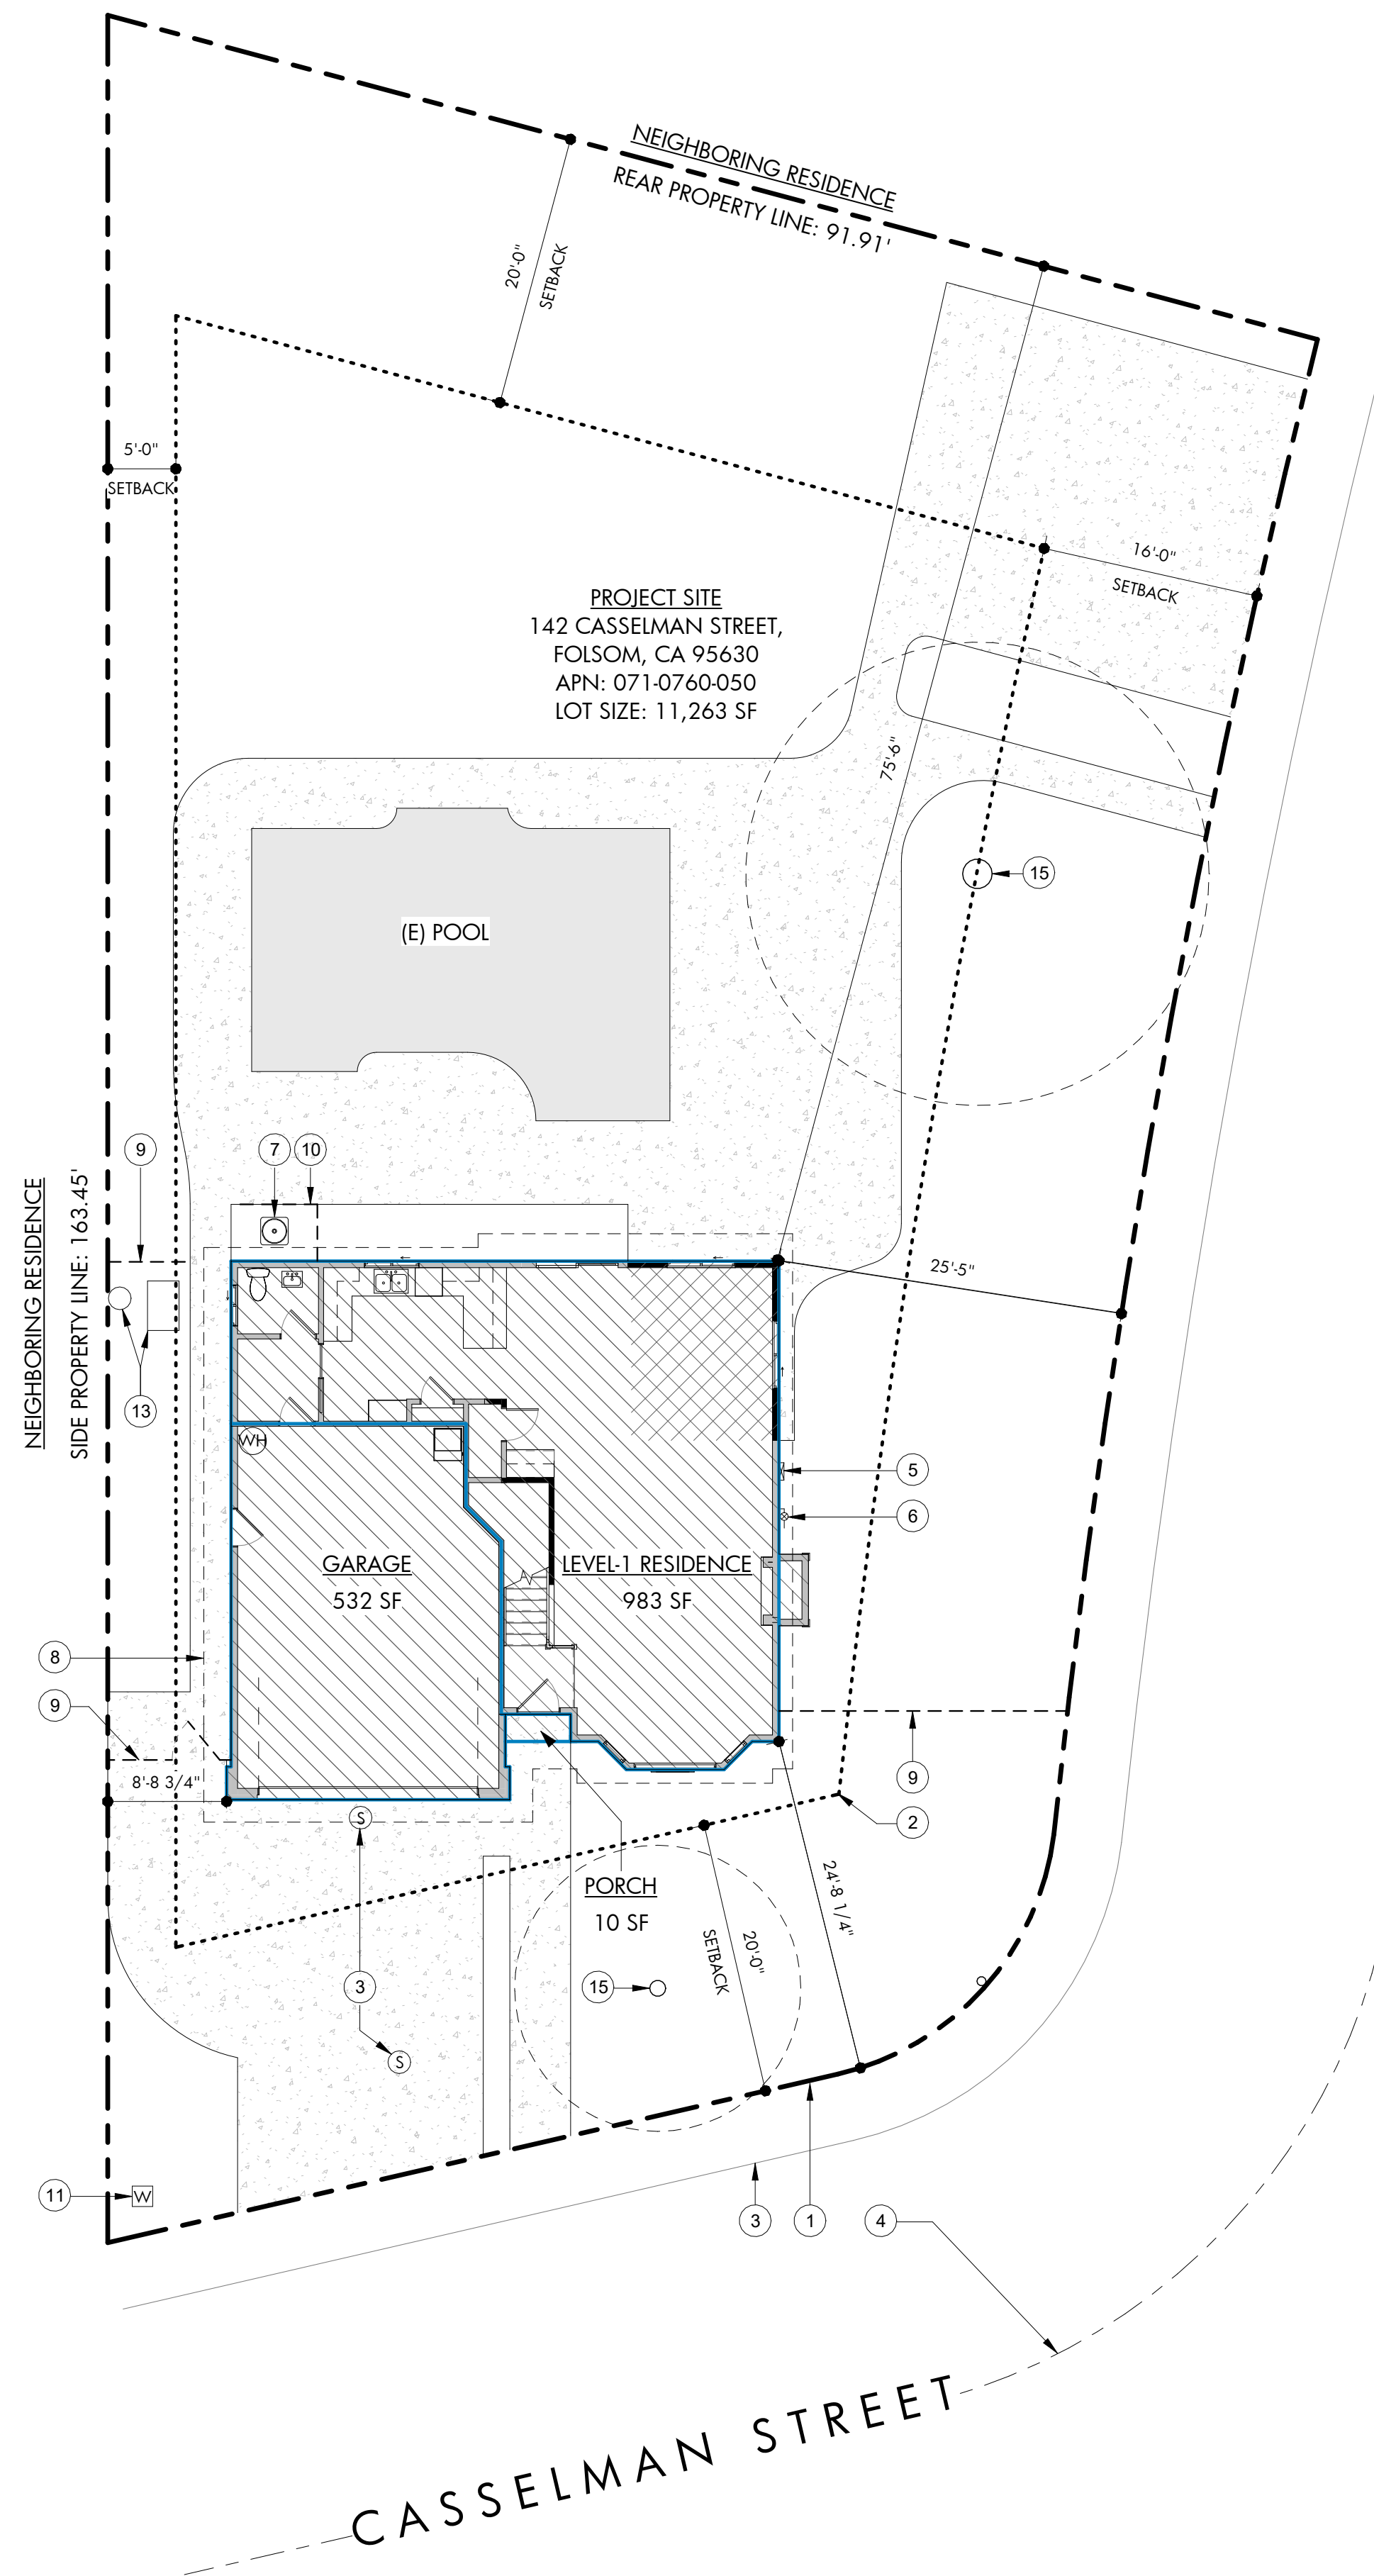 NEIGHBORING RESIDENCE
REAR PROPERTY LINE: 91.91'
20'-0"
SETBACK
5'-0"
SETBACK
16'-0"
SETBACK
PROJECT SITE
142 CASSELMAN STREET,
FOLSOM, CA 95630
APN: 071-0760-050
LOT SIZE: 11,263 SF
75'-6"
15
(E) POOL
9
7
10
NEIGHBORING RESIDENCE
SIDE PROPERTY LINE: 163.45'
25'-5"
13
WH
5
6
GARAGE
532 SF
LEVEL-1 RESIDENCE
983 SF
8
9
8'-8 3/4"
9
2
S
PORCH
10 SF
24'-8 1/4"
20'-0"
SETBACK
3
15
S
11
W
3
1
4
CASSELMAN STREET